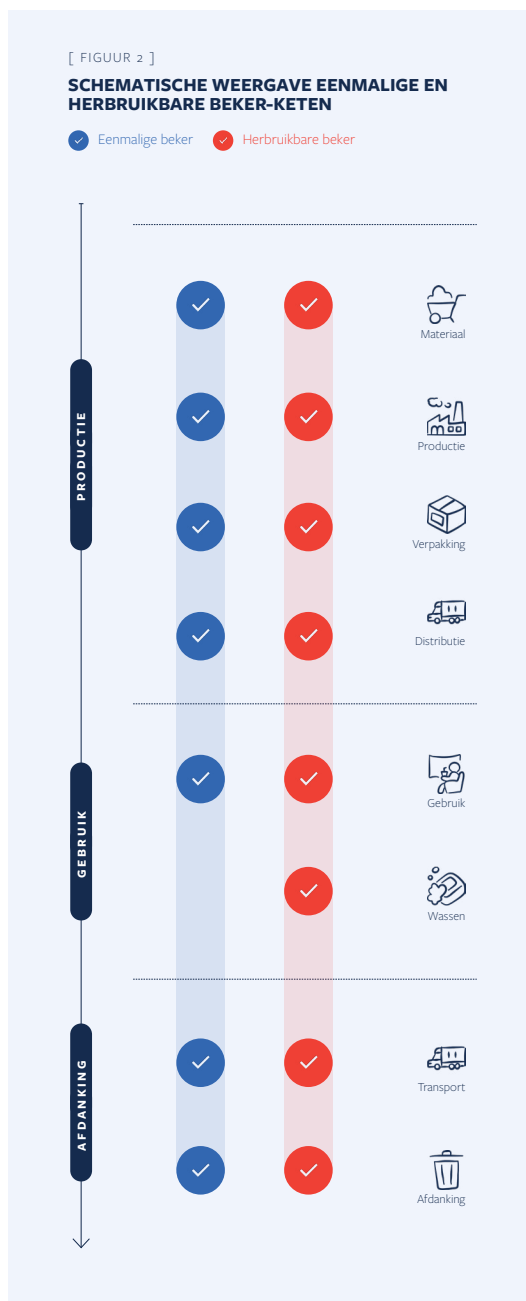 [ FIGUUR 2 ]
SCHEMATISCHE WEERGAVE EENMALIGE EN
HERBRUIKBARE BEKER-KETEN
Eenmalige beker
Herbruikbare beker
PRODUCTIE
Materiaal
Productie
Verpakking
Distributie
GEBRUIK
Gebruik
Wassen
AFDANKING
Transport
Afdanking